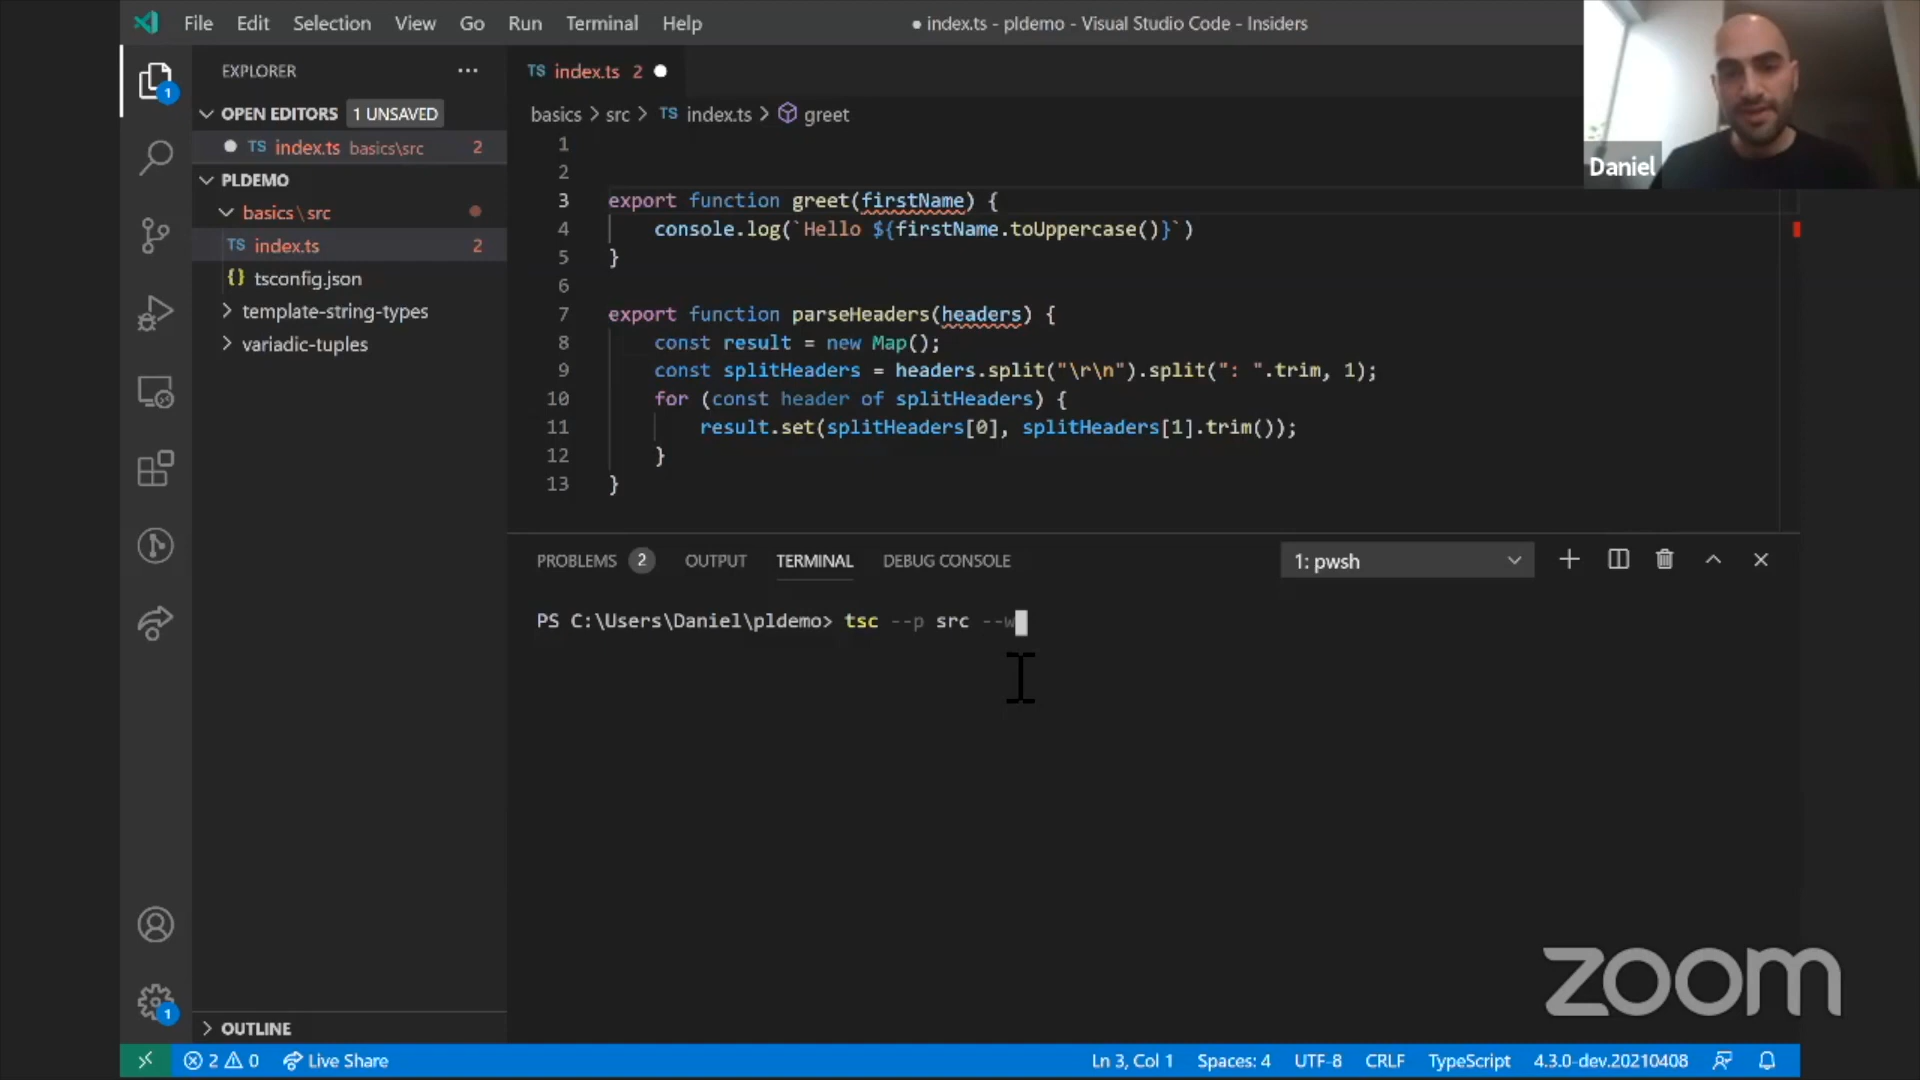 File Edit Selection View Go Run Terminal Help
● index.ts - pldemo - Visual Studio Code - Insiders
EXPLORER ···
TS index.ts 2 ●
1
OPEN EDITORS 1 UNSAVED
basics > src > TS index.ts > greet
● TS index.ts basics\src 2
Daniel
PLDEMO
basics\src
TS index.ts 2
{} tsconfig.json
template-string-types
variadic-tuples
1
2
3 export function greet(firstName) {
4 console.log(`Hello ${firstName.toUppercase()}`)
5 }
6
7 export function parseHeaders(headers) {
8 const result = new Map();
9 const splitHeaders = headers.split("\r\n").split(": ".trim, 1);
10 for (const header of splitHeaders) {
11 result.set(splitHeaders[0], splitHeaders[1].trim());
12 }
13 }
PROBLEMS 2 OUTPUT TERMINAL DEBUG CONSOLE 1: pwsh
PS C:\Users\Daniel\pldemo> tsc --p src --w
zoom
1
OUTLINE
2 0 Live Share Ln 3, Col 1 Spaces: 4 UTF-8 CRLF TypeScript 4.3.0-dev.20210408